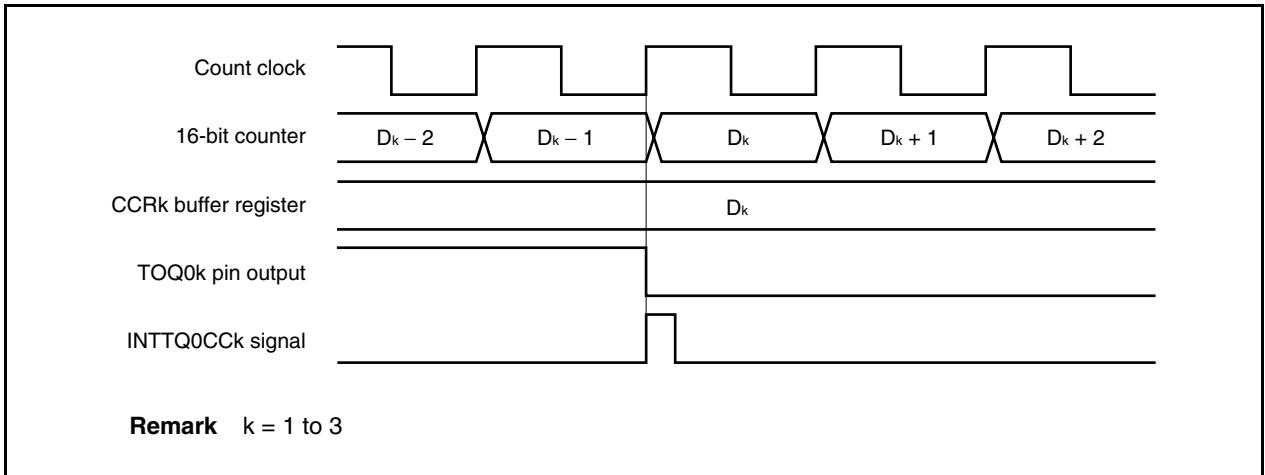 Count clock
16-bit counter Dk − 2 Dk − 1 Dk Dk + 1 Dk + 2
CCRk buffer register Dk
TOQ0k pin output
INTTQ0CCk signal
Remark k = 1 to 3